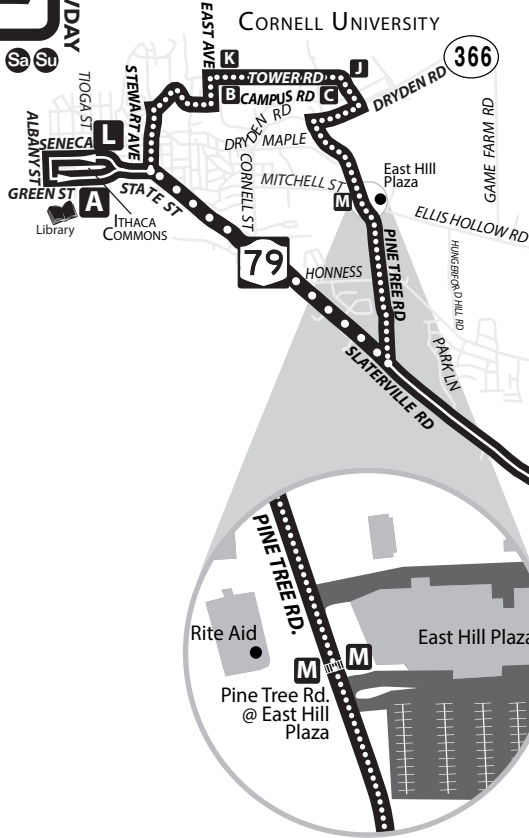 CORNELL UNIVERSITY
366
/DAY
Sa Su
EAST AVE
K
TOWER RD
J
B
CAMPUS RD
C
DRYDEN RD
DRYDEN RD
MAPLE
TIOGA ST
STEWART AVE
ALBANY ST
SENECA
L
GREEN ST
A
STATE ST
Library
ITHACA
COMMONS
CORNELL ST
MITCHELL ST
M
East Hill
Plaza
GAME FARM RD
ELLIS HOLLOW RD
79
HONNESS
PINE TREE RD
HUNGERFORD HILL RD
PARK LN
SLATERVILLE RD
PINE TREE RD.
Rite Aid
East Hill Plaza
M
M
Pine Tree Rd.
@ East Hill
Plaza